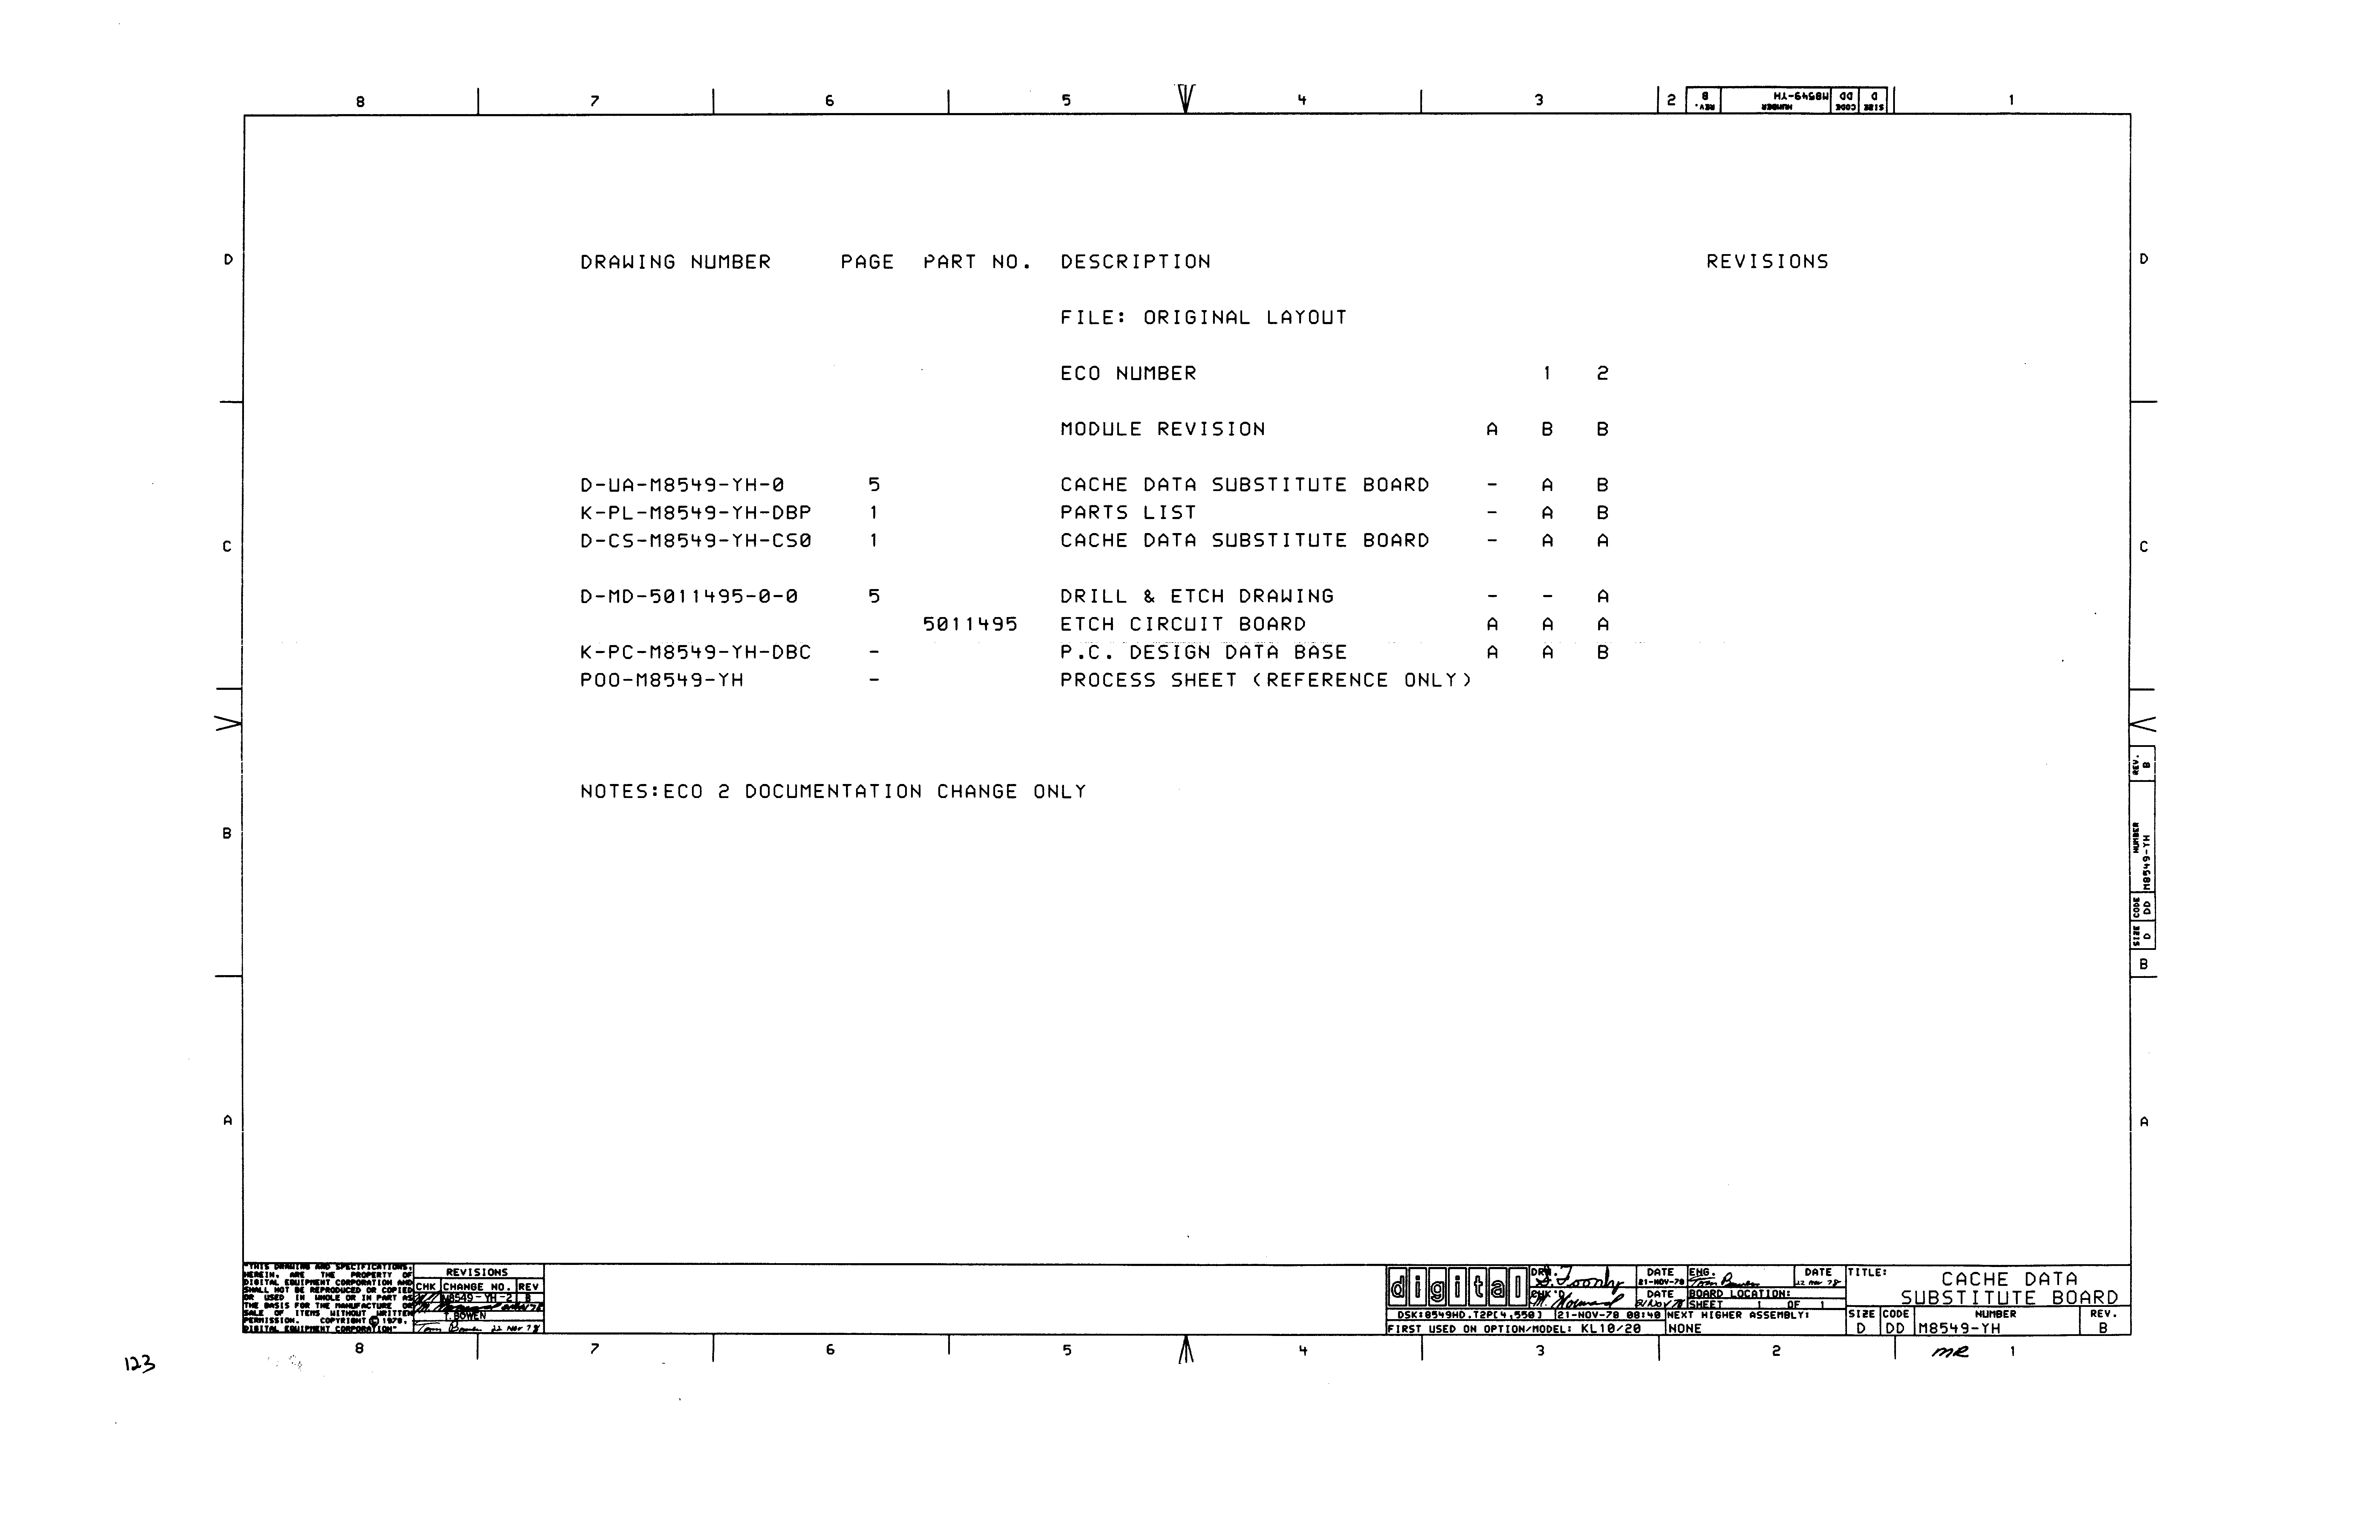 8 7 6 5 4 3 2 1
REV. B NUMBER M8549-YH CODE DD SIZE D
DRAWING NUMBER PAGE PART NO. DESCRIPTION REVISIONS
FILE: ORIGINAL LAYOUT
ECO NUMBER 1 2
MODULE REVISION A B B
D-UA-M8549-YH-0 5 CACHE DATA SUBSTITUTE BOARD - A B
K-PL-M8549-YH-DBP 1 PARTS LIST - A B
D-CS-M8549-YH-CS0 1 CACHE DATA SUBSTITUTE BOARD - A A
D-MD-5011495-0-0 5 DRILL & ETCH DRAWING - - A
5011495 ETCH CIRCUIT BOARD A A A
K-PC-M8549-YH-DBC - P.C. DESIGN DATA BASE A A B
POO-M8549-YH - PROCESS SHEET (REFERENCE ONLY)
NOTES:ECO 2 DOCUMENTATION CHANGE ONLY
D
C
B
A
D
C
REV. B
NUMBER M8549-YH
CODE DD
SIZE D
B
A
"THIS DRAWING AND SPECIFICATIONS,
HEREIN, ARE THE PROPERTY OF
DIGITAL EQUIPMENT CORPORATION AND
SHALL NOT BE REPRODUCED OR COPIED
OR USED IN WHOLE OR IN PART AS
THE BASIS FOR THE MANUFACTURE OR
SALE OF ITEMS WITHOUT WRITTEN
PERMISSION. COPYRIGHT © 1978,
DIGITAL EQUIPMENT CORPORATION"
REVISIONS
CHK CHANGE NO. REV
M8549-YH-2 B
T. BOWEN
Tom Bowen 22 Nov 78
digital
DRN. DATE 21-NOV-78
CHK'D M. Howard DATE
ENG. Tom Bowen DATE 22 Nov 78
BOARD LOCATION:
SHEET 1 OF 1
DSK:8549HD.T2P[4,550] 21-NOV-78 08:40 NEXT HIGHER ASSEMBLY:
FIRST USED ON OPTION/MODEL: KL10/20 NONE
TITLE: CACHE DATA
SUBSTITUTE BOARD
SIZE CODE NUMBER REV.
D DD M8549-YH B
8 7 6 5 4 3 2 MR 1
123